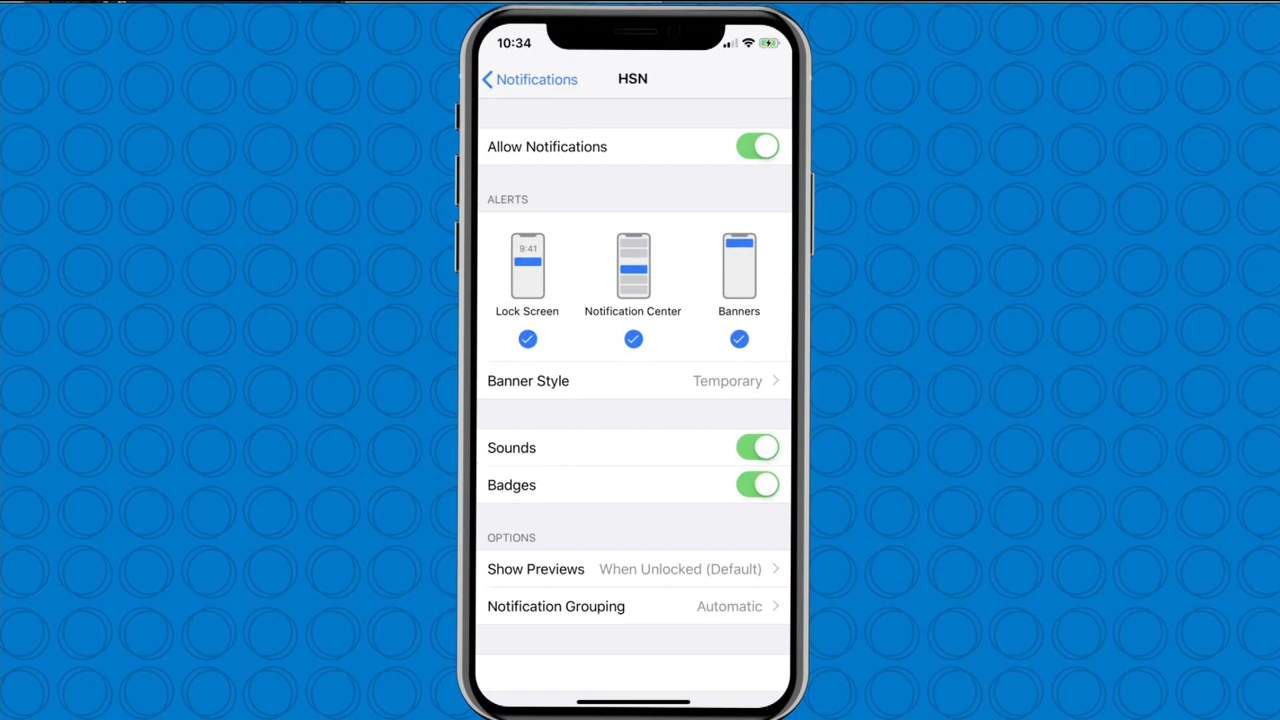 10:34
Notifications HSN
Allow Notifications
ALERTS
9:41
Lock Screen Notification Center Banners
Banner Style Temporary
Sounds
Badges
OPTIONS
Show Previews When Unlocked (Default)
Notification Grouping Automatic